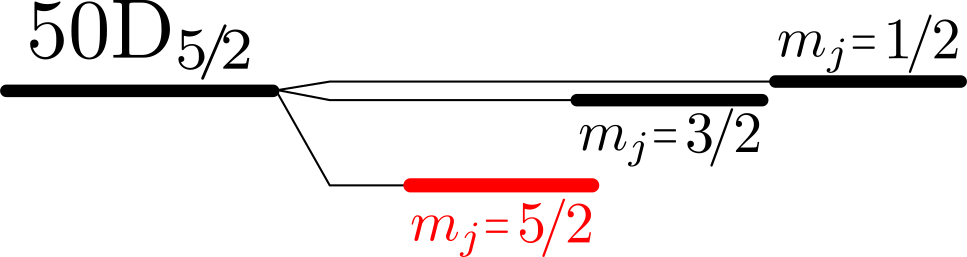 50D5/2
mj = 1/2
mj = 3/2
mj = 5/2